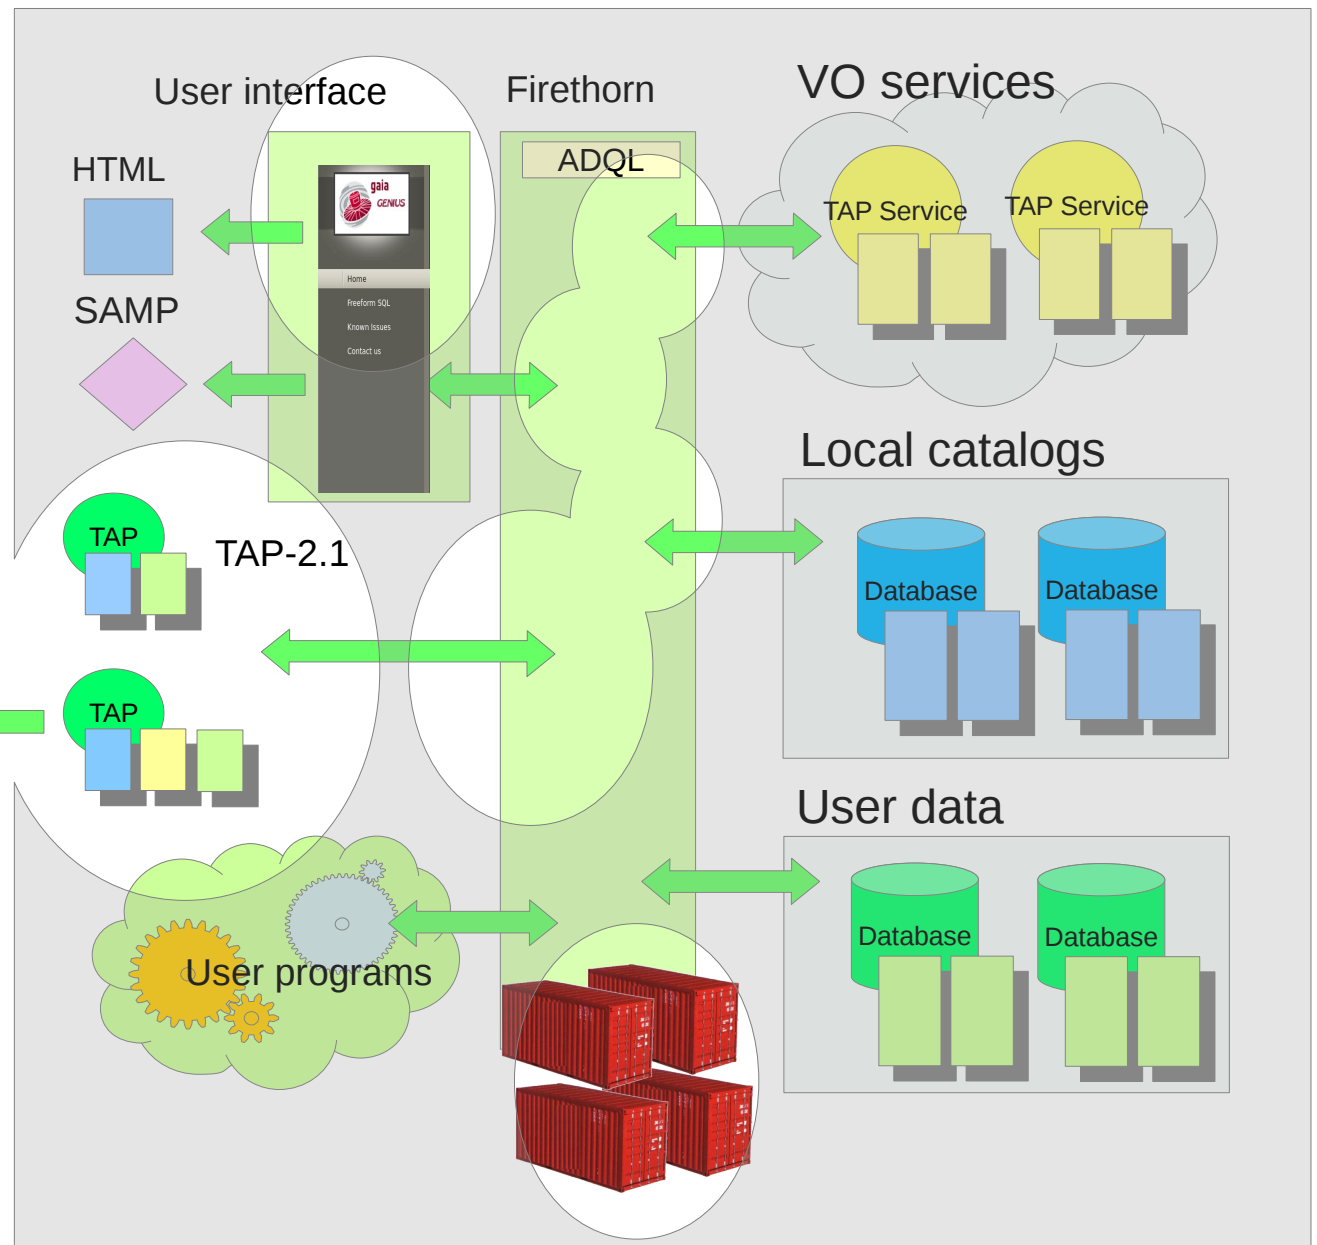 User interface
Firethorn
VO services
ADQL
HTML
gaia
GENIUS
TAP Service
TAP Service
Home
Freeform SQL
SAMP
Known Issues
Contact us
Local catalogs
TAP
TAP-2.1
Database
Database
TAP
User data
Database
Database
User programs